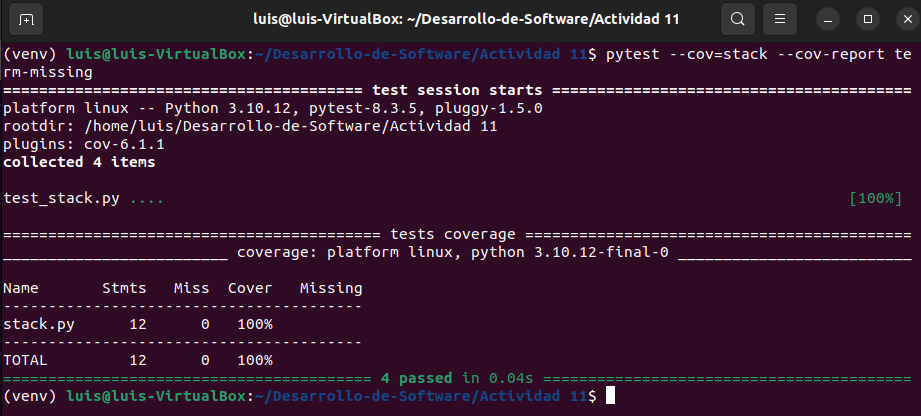 luis@luis-VirtualBox: ~/Desarrollo-de-Software/Actividad 11
(venv) luis@luis-VirtualBox:~/Desarrollo-de-Software/Actividad 11$ pytest --cov=stack --cov-report te
rm-missing
======================================== test session starts ========================================
platform linux -- Python 3.10.12, pytest-8.3.5, pluggy-1.5.0
rootdir: /home/luis/Desarrollo-de-Software/Actividad 11
plugins: cov-6.1.1
collected 4 items
test_stack.py .... [100%]
========================================== tests coverage ===========================================
_________________________ coverage: platform linux, python 3.10.12-final-0 __________________________
Name       Stmts   Miss  Cover   Missing
----------------------------------------
stack.py      12      0   100%
----------------------------------------
TOTAL         12      0   100%
========================================= 4 passed in 0.04s =========================================
(venv) luis@luis-VirtualBox:~/Desarrollo-de-Software/Actividad 11$